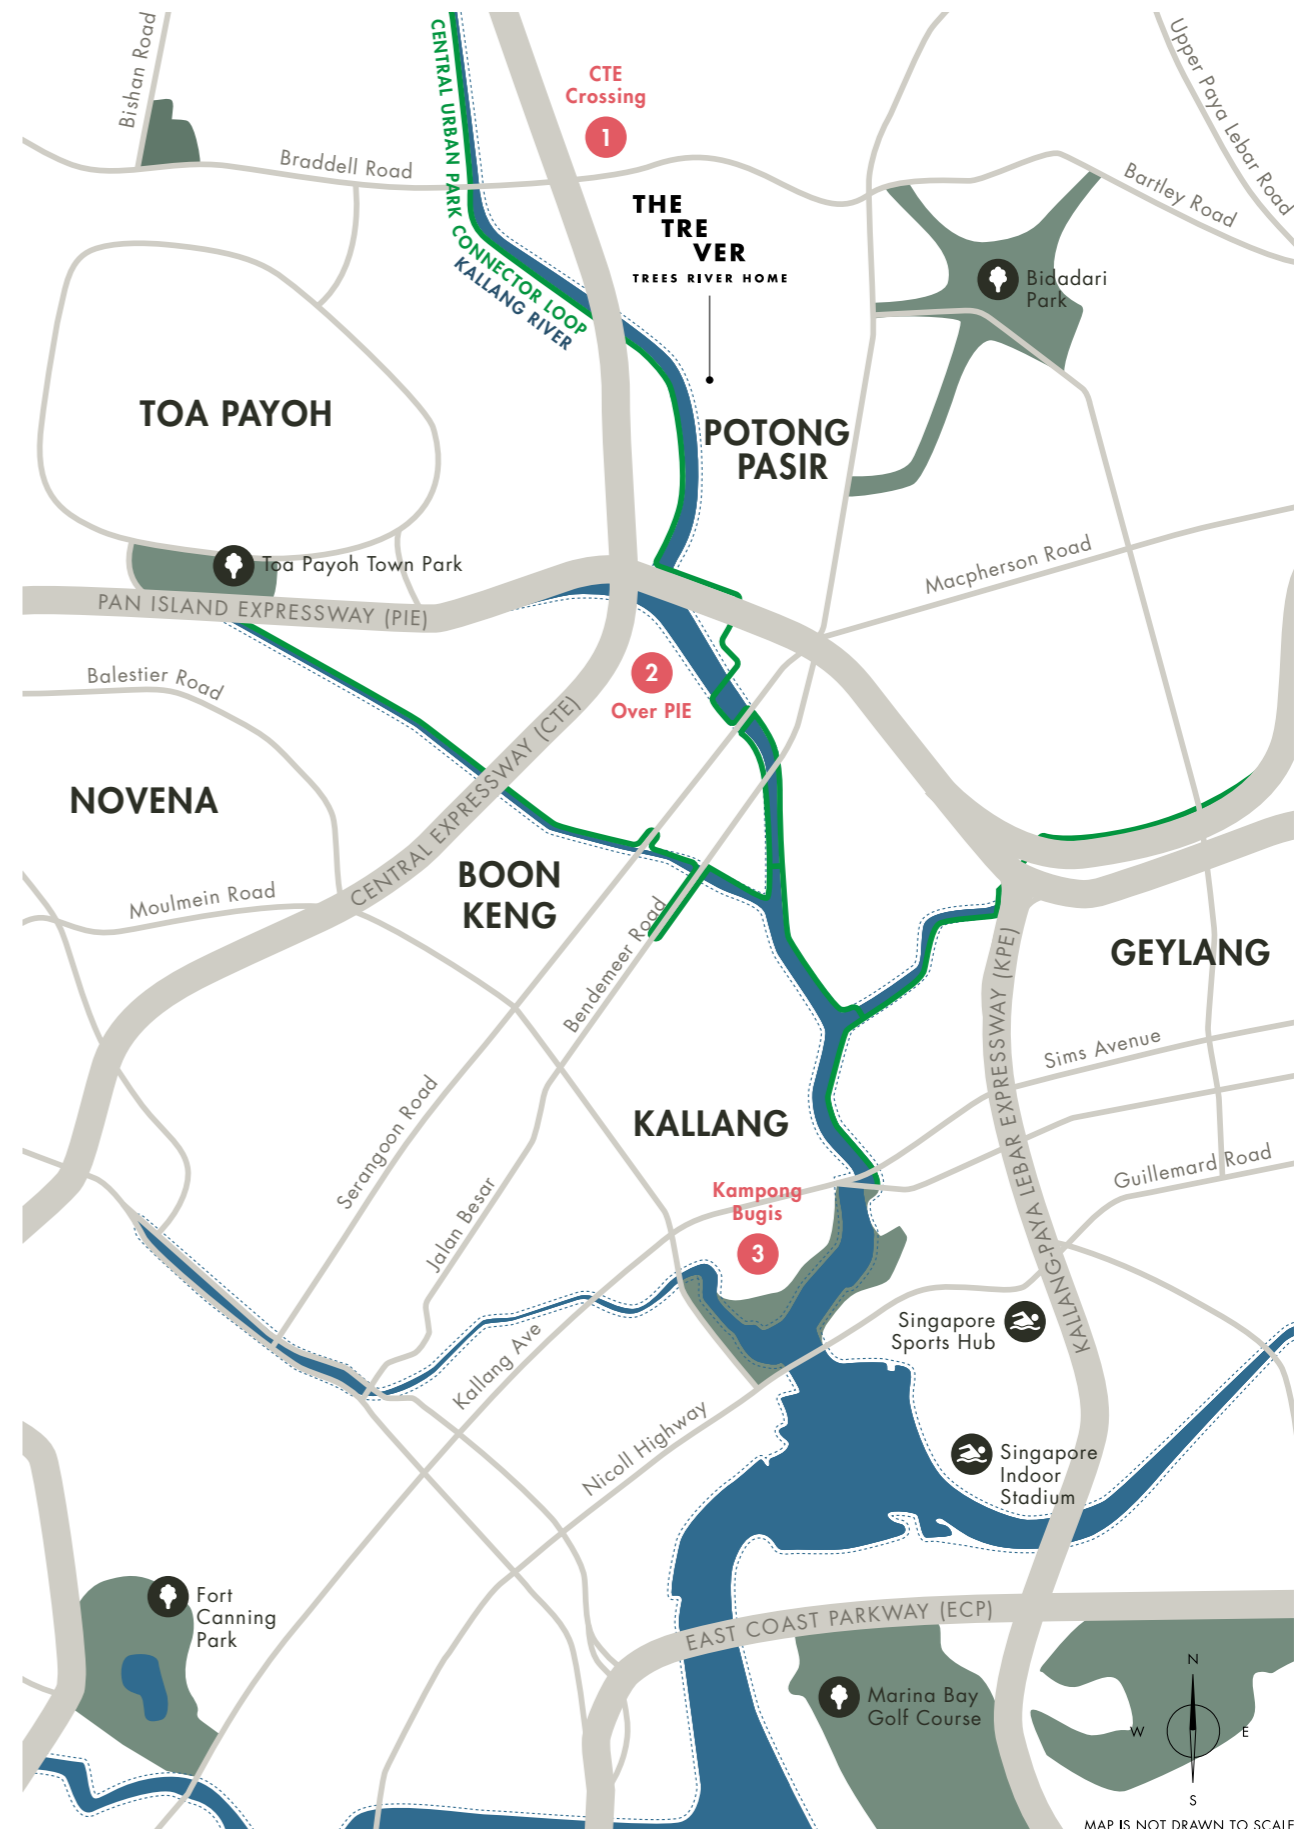 Bishan Road
CENTRAL URBAN PARK CONNECTOR LOOP
KALLANG RIVER
CTE
Crossing
1
Upper Paya Lebar Road
Braddell Road
Bartley Road
THE
TRE
VER
TREES RIVER HOME
Bidadari
Park
TOA PAYOH
POTONG
PASIR
Toa Payoh Town Park
Macpherson Road
PAN ISLAND EXPRESSWAY (PIE)
Balestier Road
2
Over PIE
CENTRAL EXPRESSWAY (CTE)
NOVENA
BOON
KENG
Moulmein Road
Bendemeer Road
GEYLANG
KALLANG-PAYA LEBAR EXPRESSWAY (KPE)
Sims Avenue
Serangoon Road
KALLANG
Guillemard Road
Jalan Besar
Kampong
Bugis
3
Singapore
Sports Hub
Kallang Ave
Nicoll Highway
Singapore
Indoor
Stadium
Fort
Canning
Park
EAST COAST PARKWAY (ECP)
Marina Bay
Golf Course
N
W
E
S
MAP IS NOT DRAWN TO SCALE